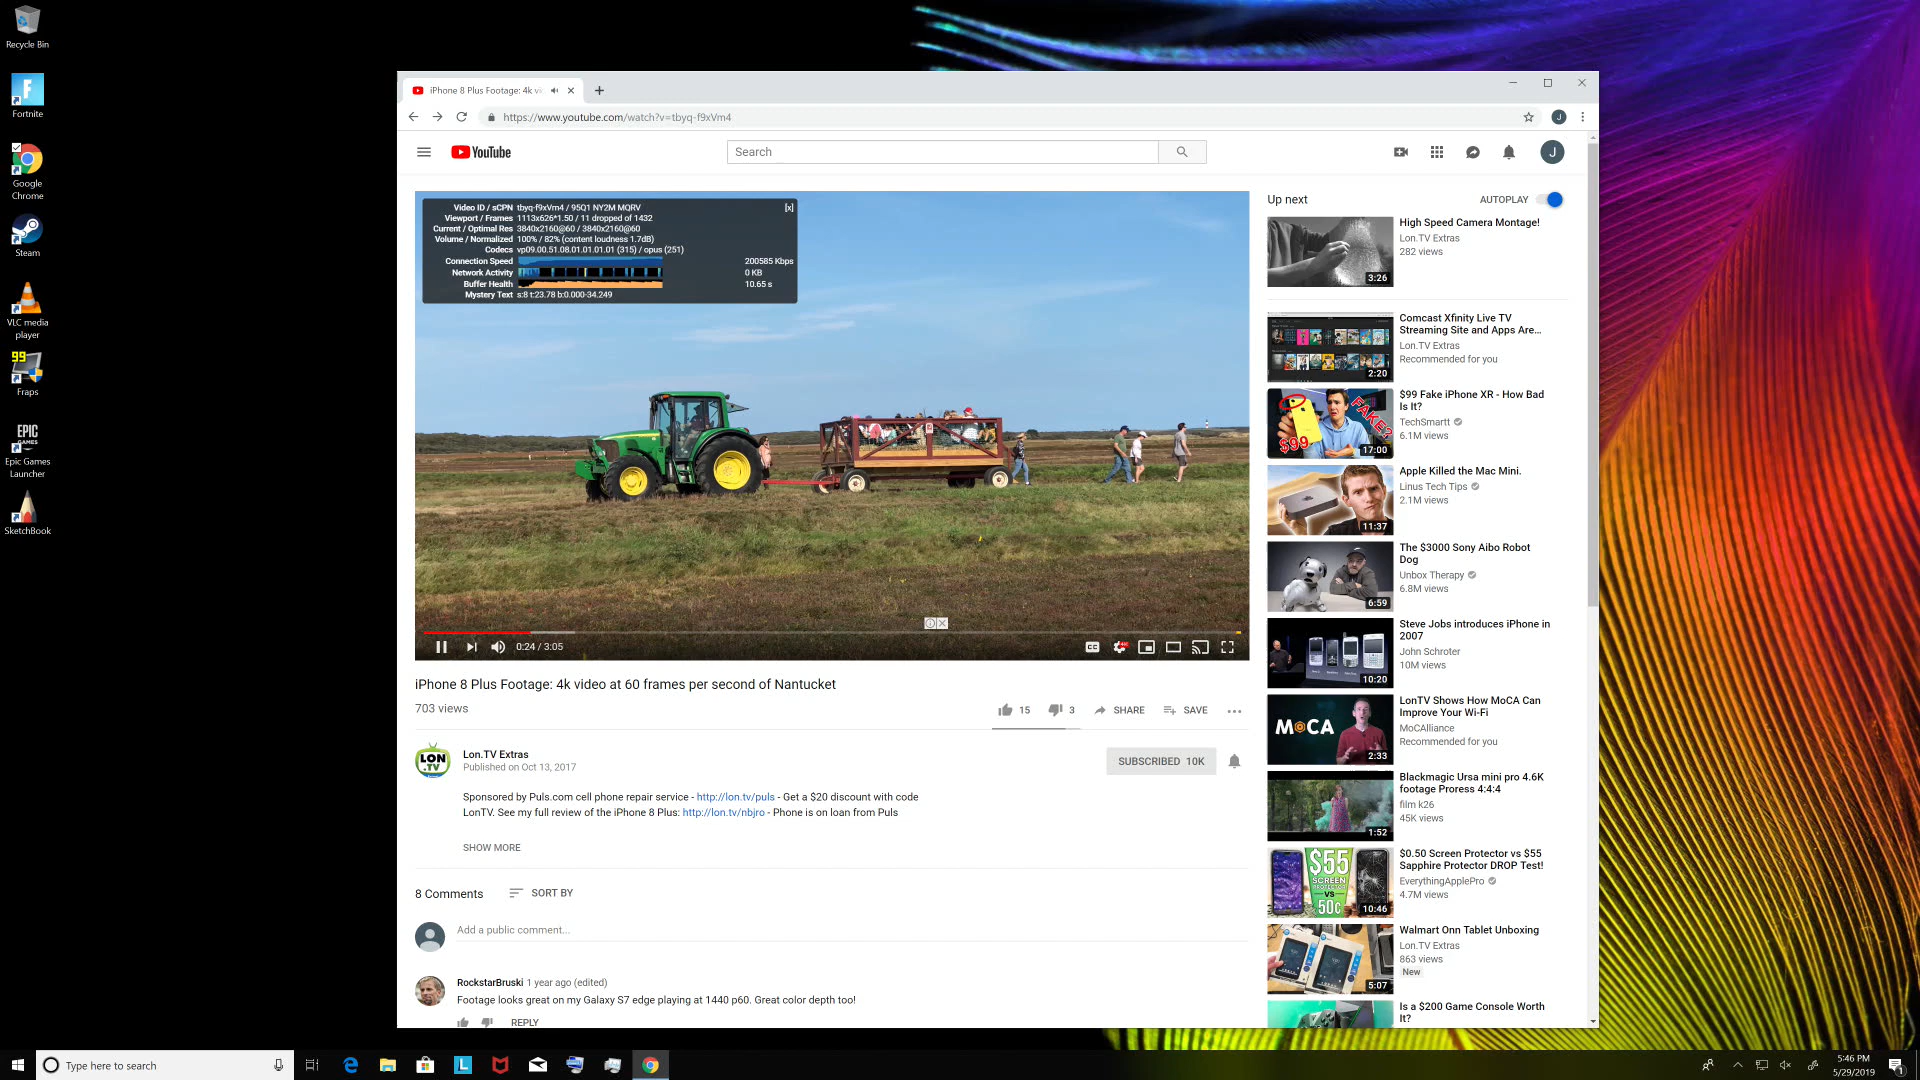 Recycle Bin
Fortnite
Google
Chrome
Steam
VLC media
player
99
Fraps
EPIC
GAMES
Epic Games
Launcher
SketchBook
iPhone 8 Plus Footage: 4k vi
https://www.youtube.com/watch?v=tbyq-f9xVm4
J
YouTube
Search
J
Video ID / sCPN tbyq-f9xVm4 / 95Q1 NY2M MQRV
[x]
Viewport / Frames 1113x626*1.50 / 11 dropped of 1432
Current / Optimal Res 3840x2160@60 / 3840x2160@60
Volume / Normalized 100% / 82% (content loudness 1.7dB)
Codecs vp09.00.51.08.01.01.01.01 (315) / opus (251)
Connection Speed 200585 Kbps
Network Activity 0 KB
Buffer Health 10.65 s
Mystery Text s:8 t:23.78 b:0.000-34.249
0:24 / 3:05
CC
iPhone 8 Plus Footage: 4k video at 60 frames per second of Nantucket
703 views
15
3
SHARE
SAVE
LON
.TV
Lon.TV Extras
Published on Oct 13, 2017
SUBSCRIBED 10K
Sponsored by Puls.com cell phone repair service - http://lon.tv/puls - Get a $20 discount with code
LonTV. See my full review of the iPhone 8 Plus: http://lon.tv/nbjro - Phone is on loan from Puls
SHOW MORE
8 Comments
SORT BY
Add a public comment...
RockstarBruski 1 year ago (edited)
Footage looks great on my Galaxy S7 edge playing at 1440 p60. Great color depth too!
REPLY
Up next
AUTOPLAY
3:26
High Speed Camera Montage!
Lon.TV Extras
282 views
2:20
Comcast Xfinity Live TV
Streaming Site and Apps Are...
Lon.TV Extras
Recommended for you
$99
FAKE?
17:00
$99 Fake iPhone XR - How Bad
Is It?
TechSmartt
6.1M views
11:37
Apple Killed the Mac Mini.
Linus Tech Tips
2.1M views
6:59
The $3000 Sony Aibo Robot
Dog
Unbox Therapy
6.8M views
10:20
Steve Jobs introduces iPhone in
2007
John Schroter
10M views
MoCA
2:33
LonTV Shows How MoCA Can
Improve Your Wi-Fi
MoCAlliance
Recommended for you
1:52
Blackmagic Ursa mini pro 4.6K
footage Proress 4:4:4
film k26
45K views
$55
SCREEN
PROTECTOR
VS
50¢
10:46
$0.50 Screen Protector vs $55
Sapphire Protector DROP Test!
EverythingApplePro
4.7M views
5:07
Walmart Onn Tablet Unboxing
Lon.TV Extras
863 views
New
Is a $200 Game Console Worth
It?
Type here to search
L
5:46 PM
5/29/2019
1